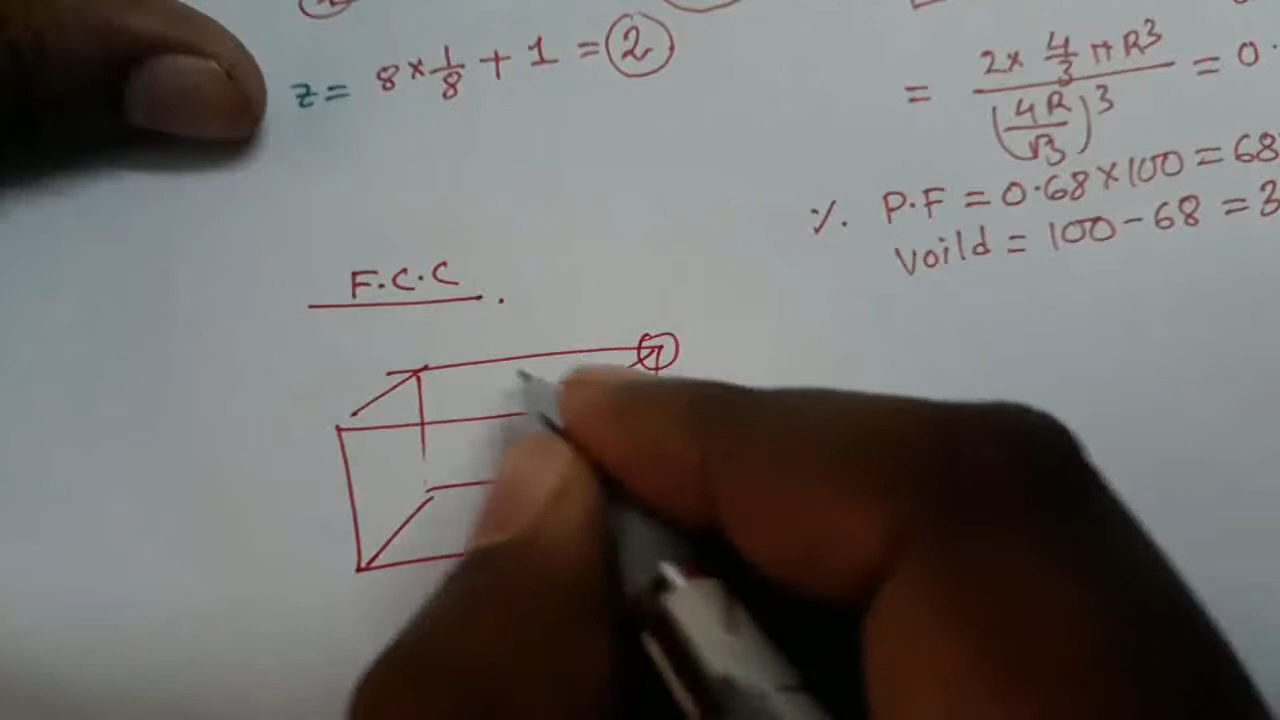 z = 8 × 1/8 + 1 = 2
= 2× 4/3 π R³ / (4R/√3)³ = 0.
F.C.C.
٪. P.F = 0.68×100 = 68
Voild = 100 – 68 = 3